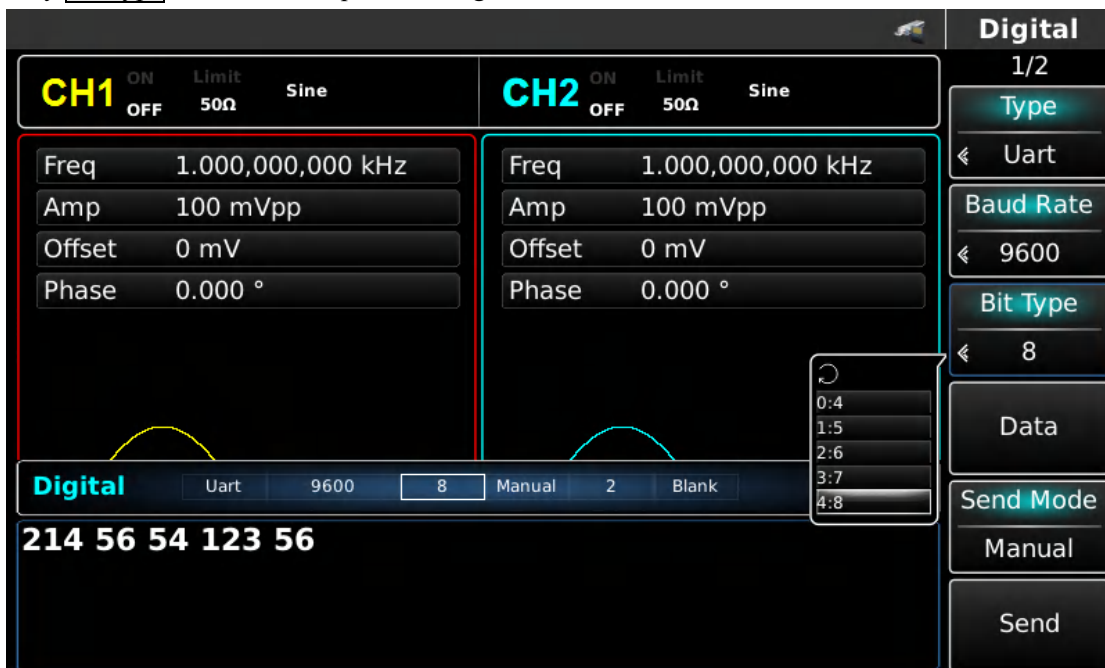 Digital
1/2
CH1 ON OFF Limit 50Ω Sine
CH2 ON OFF Limit 50Ω Sine
Freq 1.000,000,000 kHz
Amp 100 mVpp
Offset 0 mV
Phase 0.000 °
Freq 1.000,000,000 kHz
Amp 100 mVpp
Offset 0 mV
Phase 0.000 °
Type
Uart
Baud Rate
9600
Bit Type
8
0:4
1:5
2:6
3:7
4:8
Data
Send Mode
Manual
Send
Digital Uart 9600 8 Manual 2 Blank
214 56 54 123 56